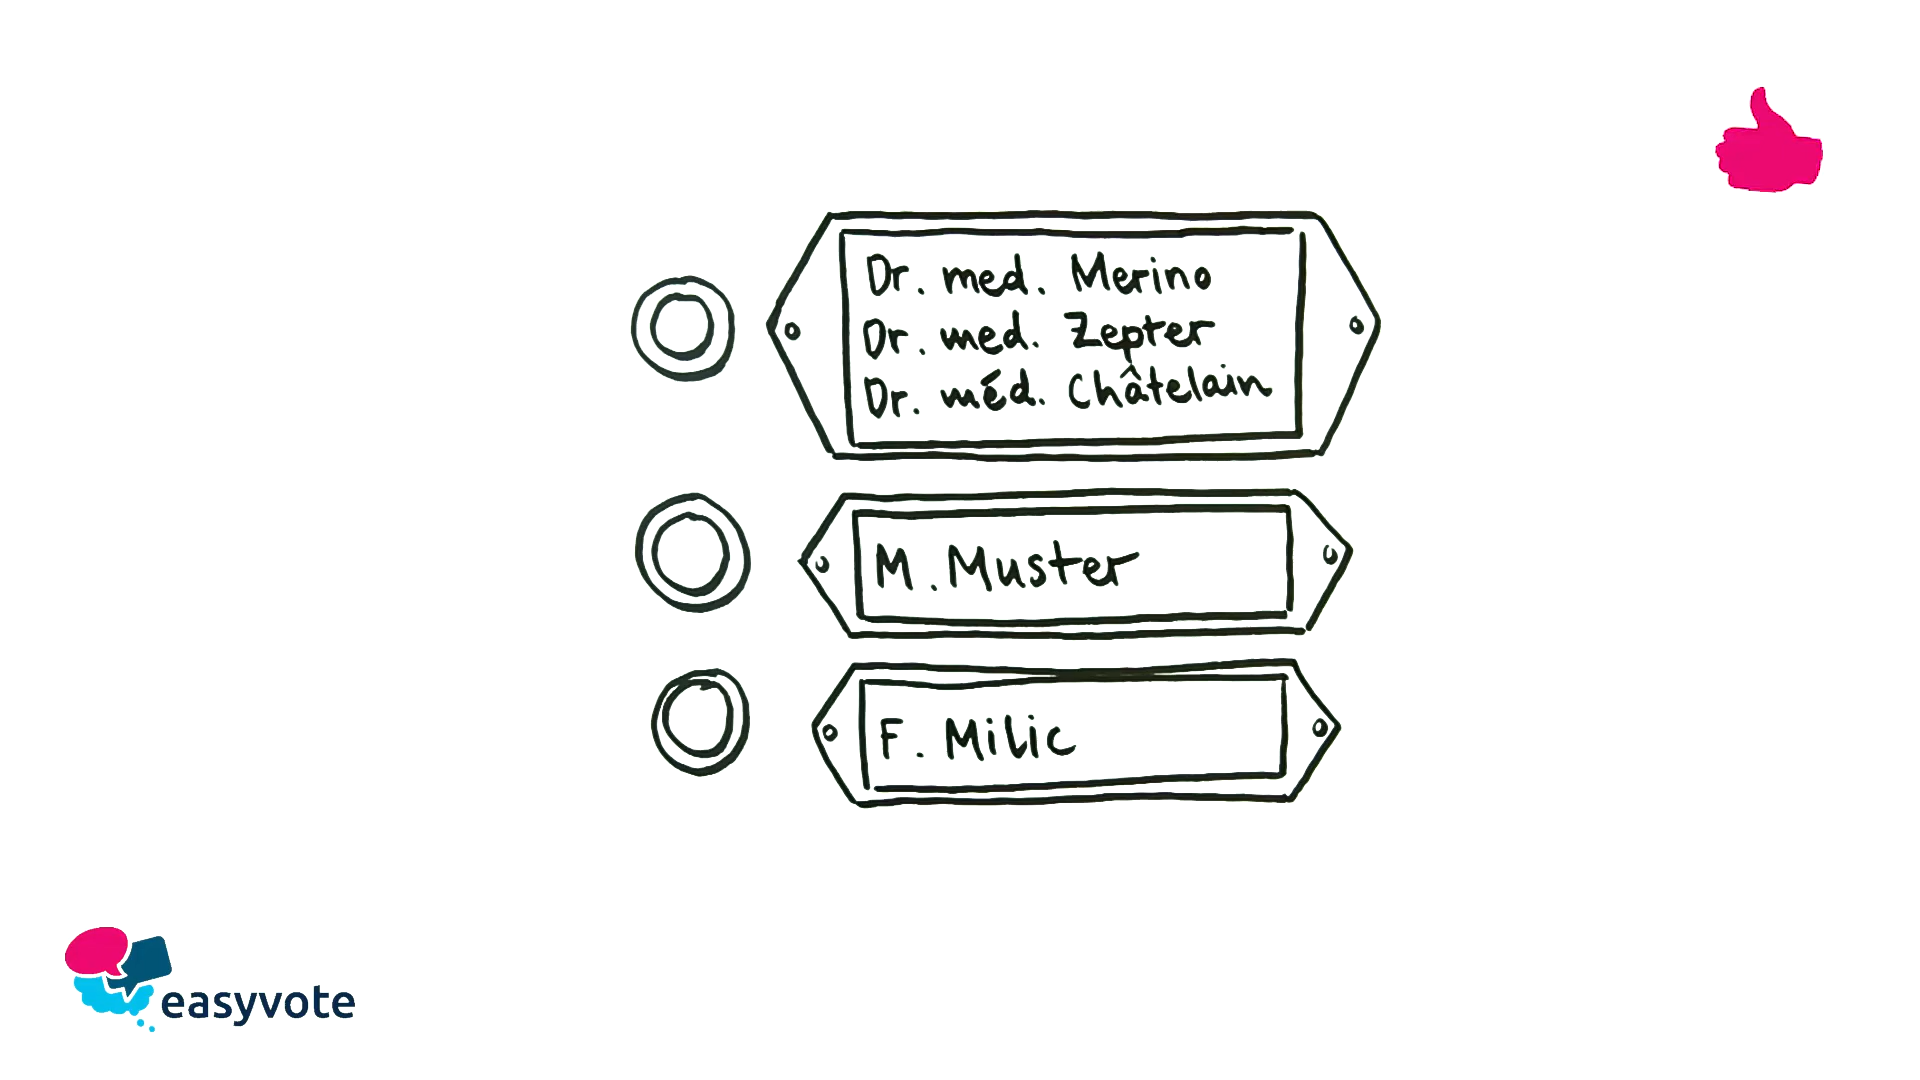 Dr. med. Merino
Dr. med. Zepter
Dr. méd. Châtelain
M. Muster
F. Milic
easyvote